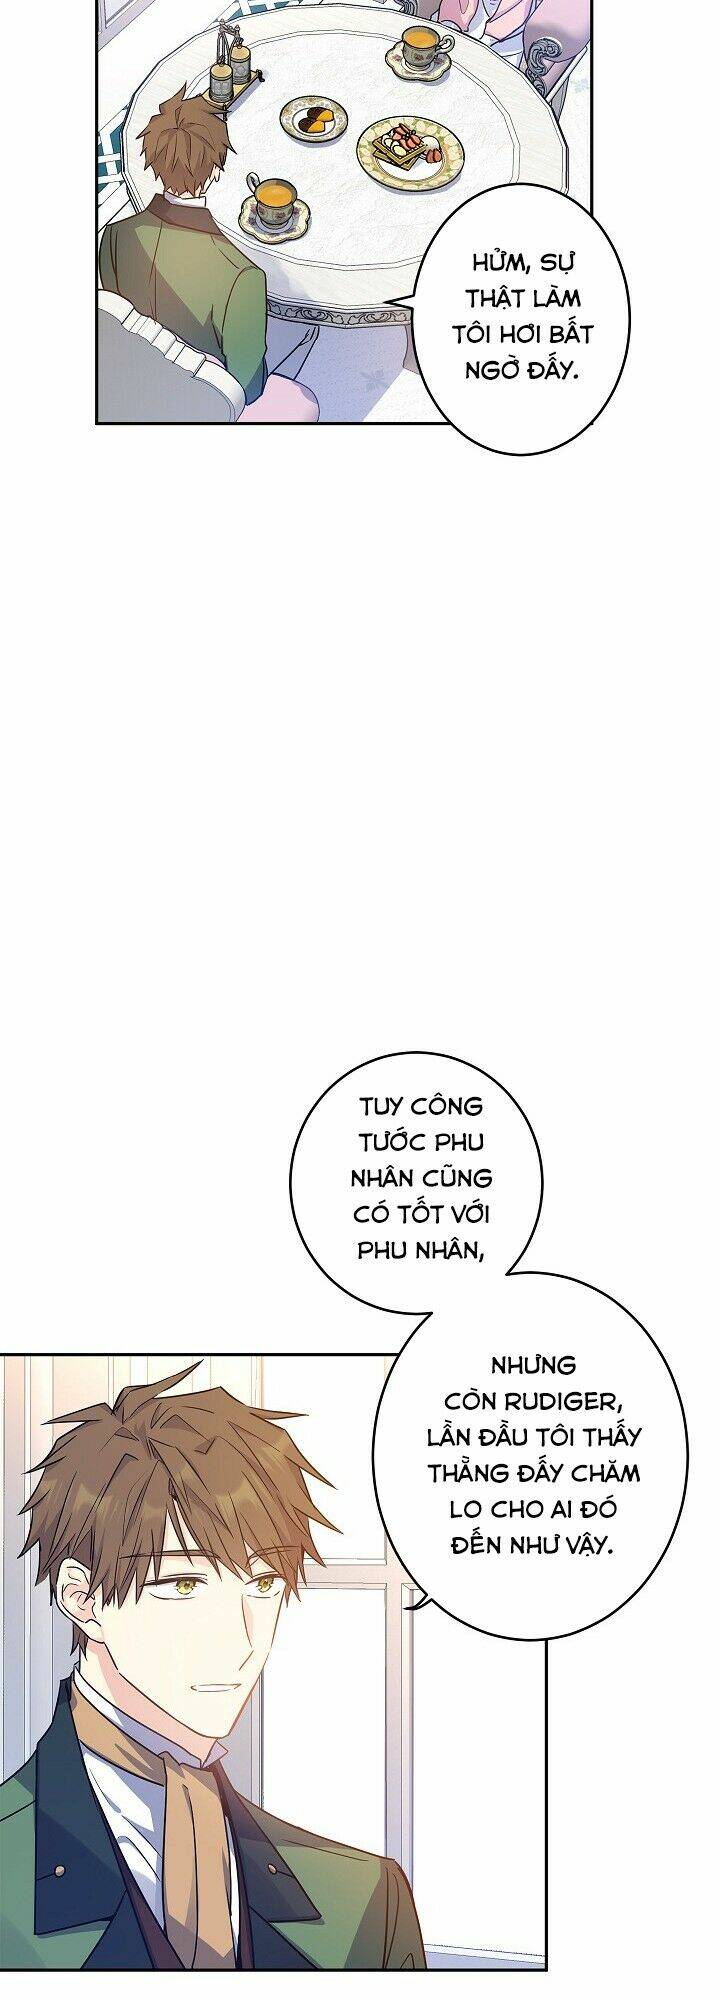 HỬM, SỰ
THẬT LÀM
TÔI HƠI BẤT
NGỜ ĐẤY.
TUY CÔNG
TƯỚC PHU
NHÂN CŨNG
CÓ TỐT VỚI
PHU NHÂN,
NHƯNG
CÒN RUDIGER,
LẦN ĐẦU TÔI THẤY
THẰNG ĐẤY CHĂM
LO CHO AI ĐÓ
ĐẾN NHƯ VẬY.